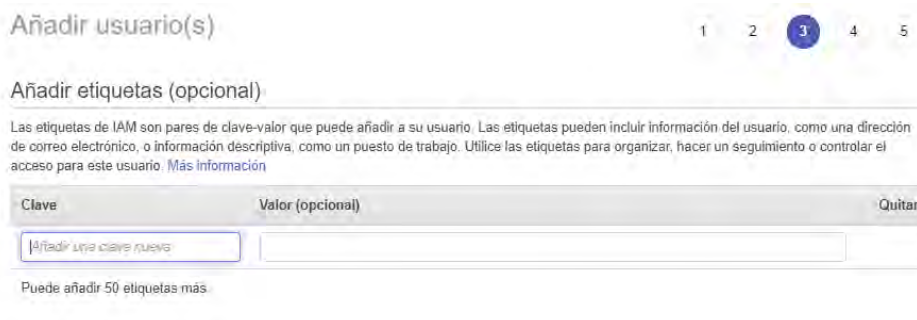 Añadir usuario(s)
1 2 3 4 5
Añadir etiquetas (opcional)
Las etiquetas de IAM son pares de clave-valor que puede añadir a su usuario. Las etiquetas pueden incluir información del usuario, como una dirección
de correo electrónico, o información descriptiva, como un puesto de trabajo. Utilice las etiquetas para organizar, hacer un seguimiento o controlar el
acceso para este usuario. Más información
Clave Valor (opcional) Quitar
Añadir una clave nueva
Puede añadir 50 etiquetas más.